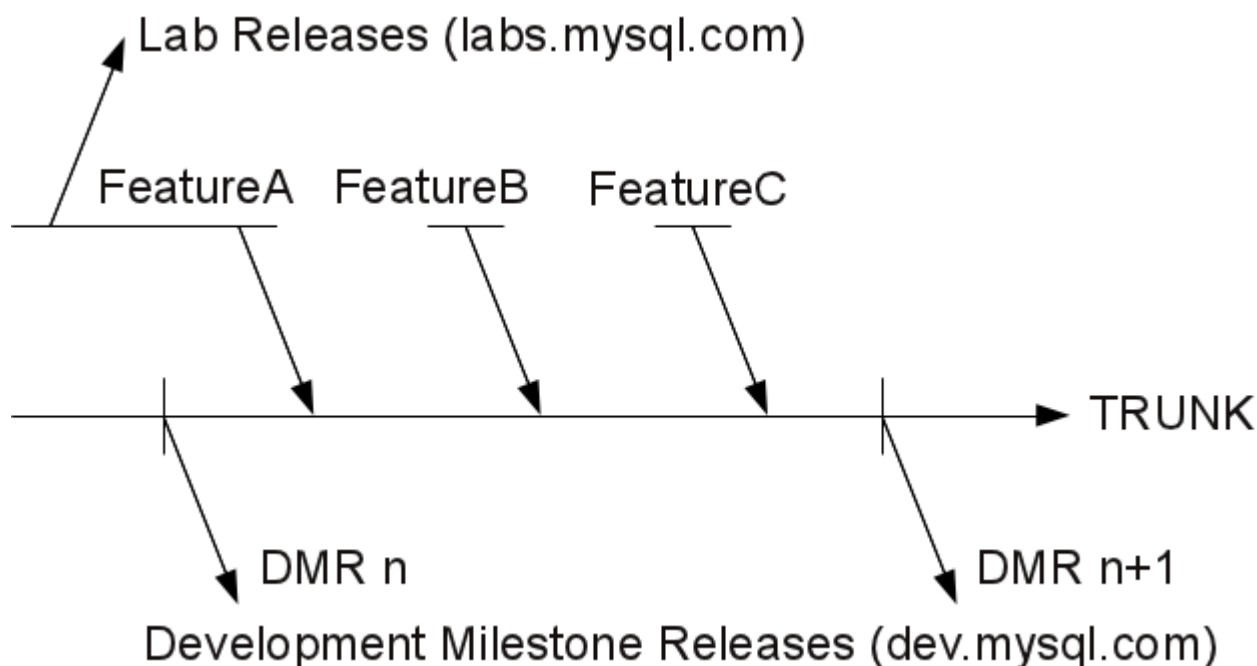 Lab Releases (labs.mysql.com)
FeatureA FeatureB FeatureC
TRUNK
DMR n DMR n+1
Development Milestone Releases (dev.mysql.com)